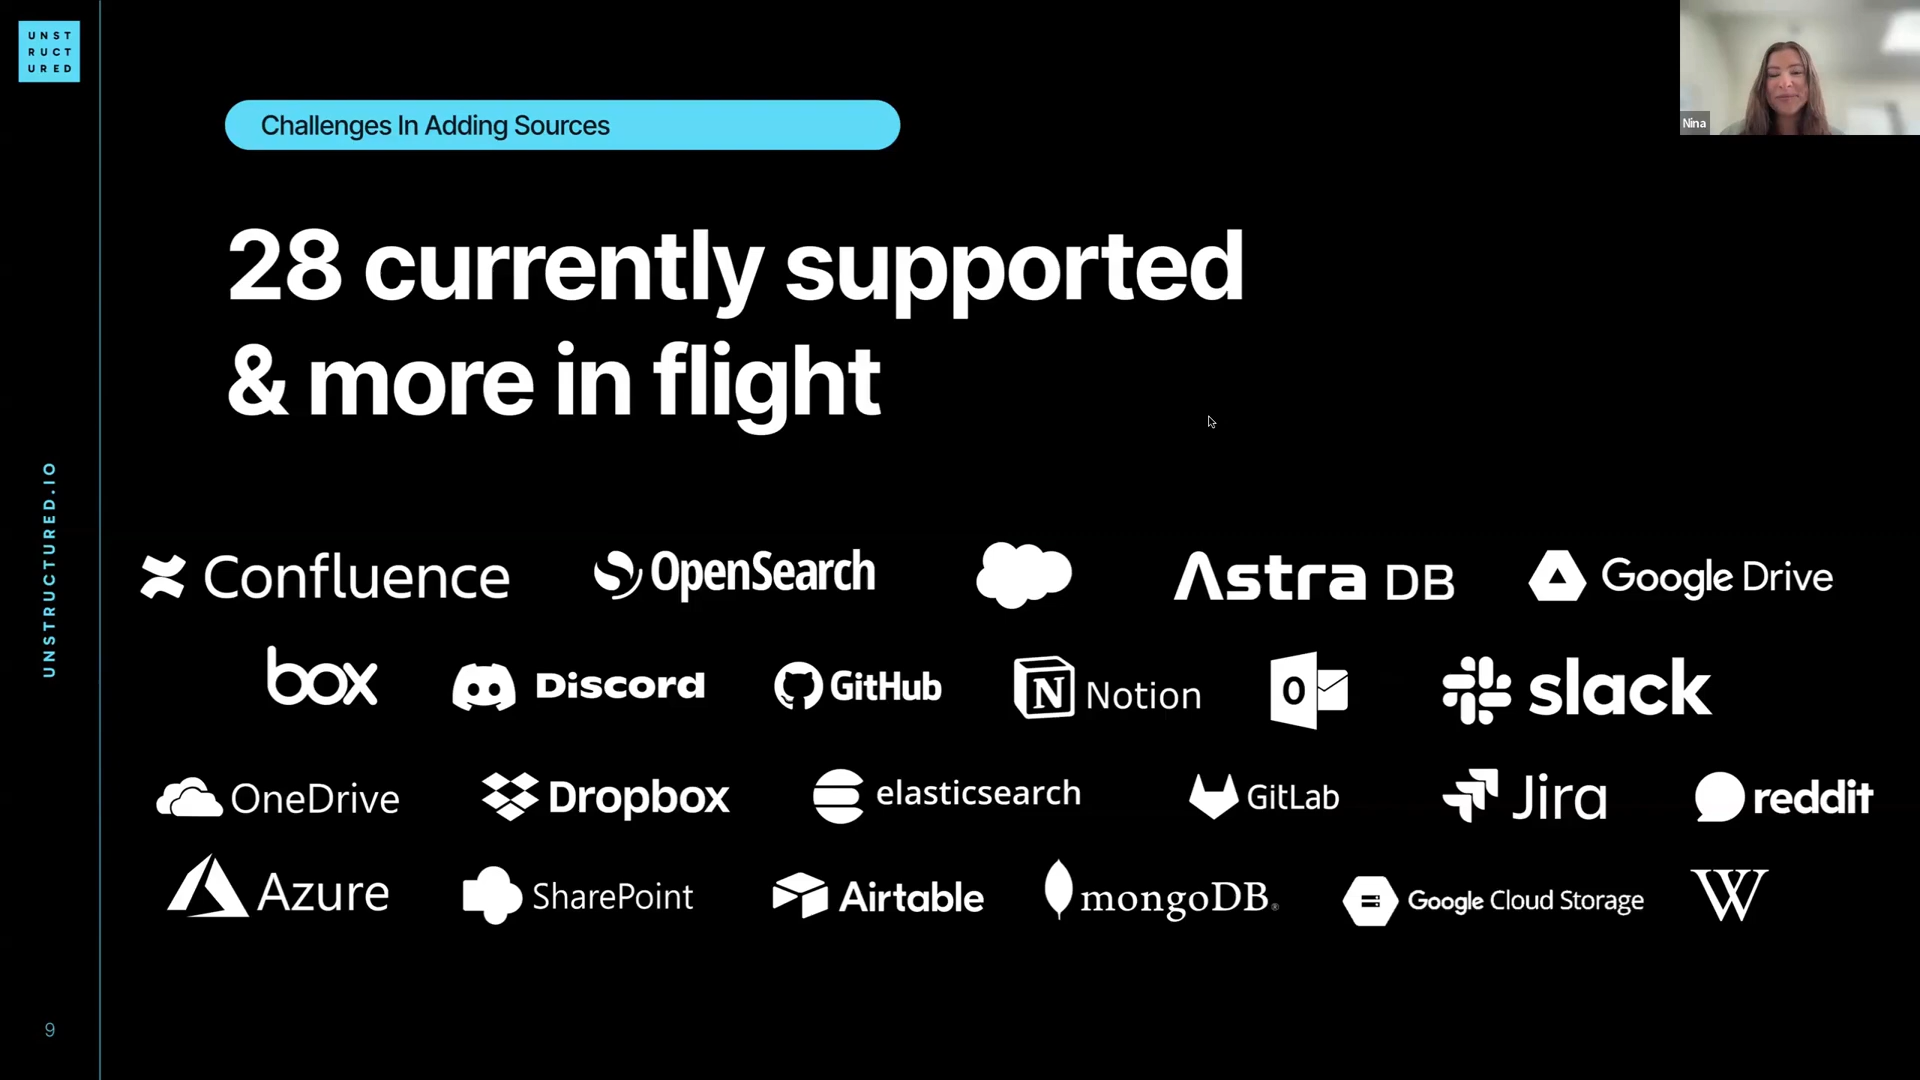 UNST
RUCT
URED
Challenges In Adding Sources
Nina
28 currently supported
& more in flight
UNSTRUCTURED.IO
Confluence
OpenSearch
Astra DB
Google Drive
box
Discord
GitHub
N Notion
O
slack
OneDrive
Dropbox
elasticsearch
GitLab
Jira
reddit
Azure
SharePoint
Airtable
mongoDB®
Google Cloud Storage
W
9